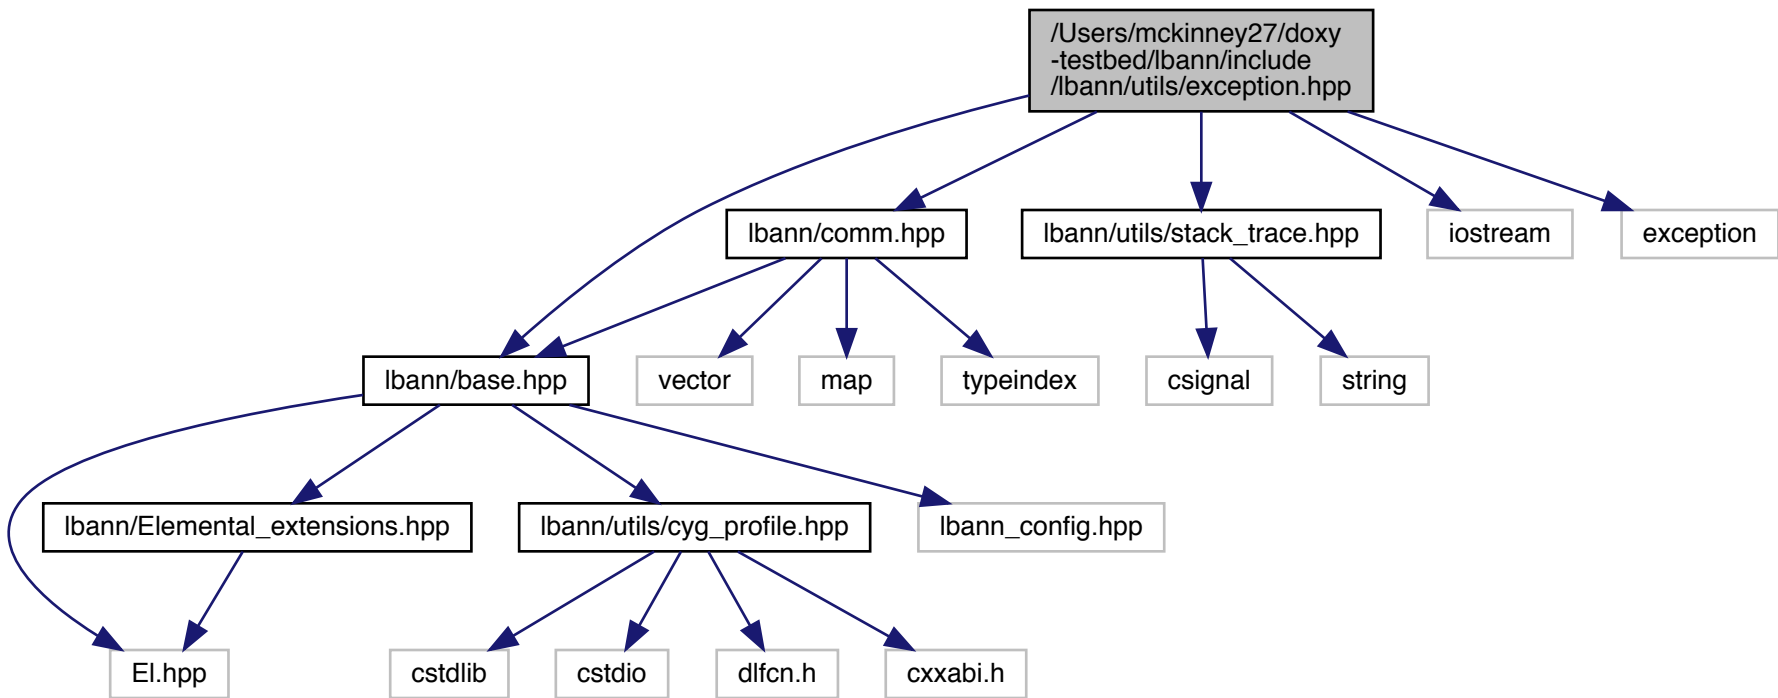 /Users/mckinney27/doxy
-testbed/lbann/include
/lbann/utils/exception.hpp
lbann/comm.hpp
lbann/utils/stack_trace.hpp
iostream
exception
lbann/base.hpp
vector
map
typeindex
csignal
string
lbann/Elemental_extensions.hpp
lbann/utils/cyg_profile.hpp
lbann_config.hpp
El.hpp
cstdlib
cstdio
dlfcn.h
cxxabi.h